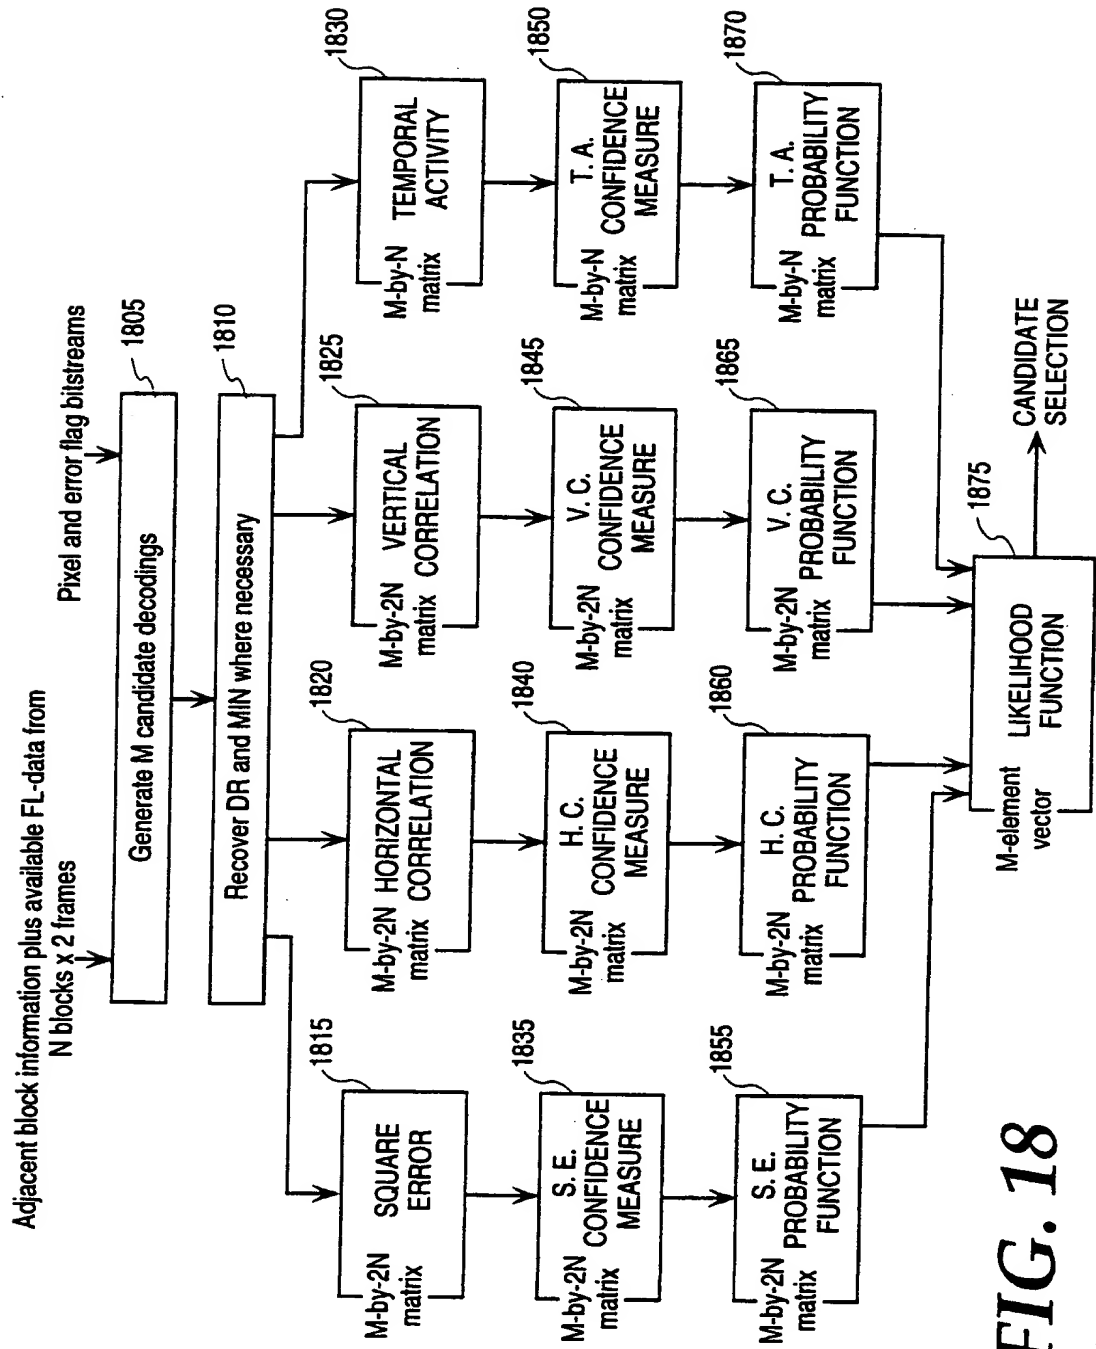 Adjacent block information plus available FL-data from
N blocks x 2 frames
Pixel and error flag bitstreams
1805
Generate M candidate decodings
1810
Recover DR and MIN where necessary
1815
SQUARE
ERROR
M-by-2N
matrix
1820
HORIZONTAL
CORRELATION
M-by-2N
matrix
1825
VERTICAL
CORRELATION
M-by-2N
matrix
1830
TEMPORAL
ACTIVITY
M-by-N
matrix
1835
S. E.
CONFIDENCE
MEASURE
M-by-2N
matrix
1840
H. C.
CONFIDENCE
MEASURE
M-by-2N
matrix
1845
V. C.
CONFIDENCE
MEASURE
M-by-2N
matrix
1850
T. A.
CONFIDENCE
MEASURE
M-by-N
matrix
1855
S. E.
PROBABILITY
FUNCTION
M-by-2N
matrix
1860
H. C.
PROBABILITY
FUNCTION
M-by-2N
matrix
1865
V. C.
PROBABILITY
FUNCTION
M-by-2N
matrix
1870
T. A.
PROBABILITY
FUNCTION
M-by-N
matrix
1875
LIKELIHOOD
FUNCTION
M-element
vector
CANDIDATE
SELECTION
FIG. 18